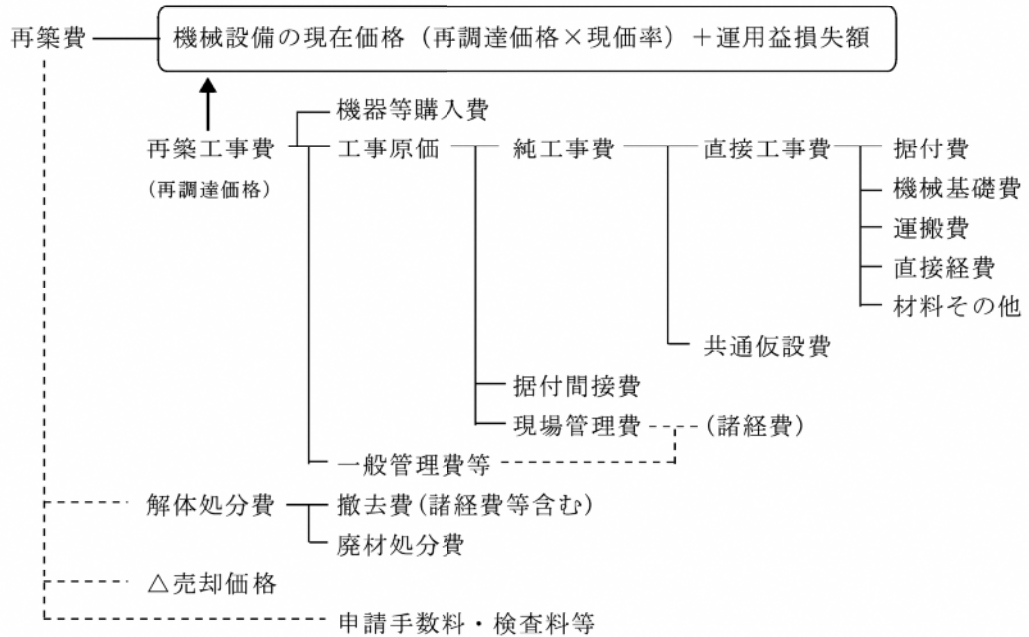 再築費
機械設備の現在価格（再調達価格×現価率）＋運用益損失額
機器等購入費
再築工事費
工事原価
純工事費
直接工事費
据付費
(再調達価格)
機械基礎費
運搬費
直接経費
材料その他
共通仮設費
据付間接費
現場管理費
(諸経費)
一般管理費等
解体処分費
撤去費(諸経費等含む)
廃材処分費
△売却価格
申請手数料・検査料等